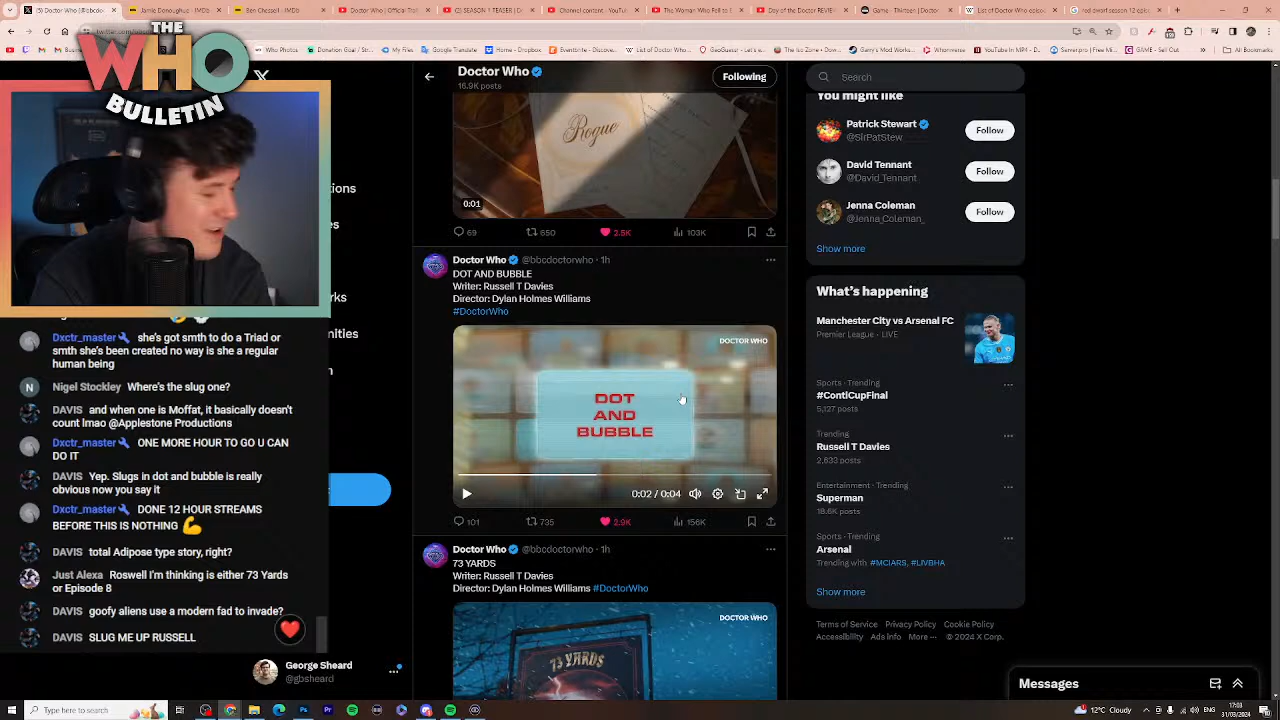 THE
WHO
BULLETIN
Dxctr_master she's got smth to do a Triad or
smth she's been created no way is she a regular
human being
N Nigel Stockley Where's the slug one?
DAVIS and when one is Moffat, it basically doesn't
count lmao @Applestone Productions
Dxctr_master ONE MORE HOUR TO GO U CAN
DO IT
DAVIS Yep. Slugs in dot and bubble is really
obvious now you say it
Dxctr_master DONE 12 HOUR STREAMS
BEFORE THIS IS NOTHING 💪
DAVIS total Adipose type story, right?
Just Alexa Roswell I'm thinking is either 73 Yards
or Episode 8
DAVIS goofy aliens use a modern fad to invade?
DAVIS SLUG ME UP RUSSELL
George Sheard
@gbsheard
Doctor Who
16.9K posts
Following
Rogue
0:01
69 650 2.5K 103K
Doctor Who @bbcdoctorwho · 1h
DOT AND BUBBLE
Writer: Russell T Davies
Director: Dylan Holmes Williams
#DoctorWho
DOCTOR WHO
DOT
AND
BUBBLE
0:02 / 0:04
101 735 2.9K 156K
Doctor Who @bbcdoctorwho · 1h
73 YARDS
Writer: Russell T Davies
Director: Dylan Holmes Williams #DoctorWho
DOCTOR WHO
73 YARDS
Search
You might like
Patrick Stewart
@SirPatStew
Follow
David Tennant
@David_Tennant
Follow
Jenna Coleman
@Jenna_Coleman_
Follow
Show more
What's happening
Manchester City vs Arsenal FC
Premier League · LIVE
Sports · Trending
#ContiCupFinal
5,127 posts
Trending
Russell T Davies
2,633 posts
Entertainment · Trending
Superman
18.6K posts
Sports · Trending
Arsenal
Trending with #MCIARS, #LIVBHA
Show more
Terms of Service Privacy Policy Cookie Policy
Accessibility Ads info More ··· © 2024 X Corp.
Messages
Type here to search
12°C Cloudy
ENG
17:03
31/03/2024